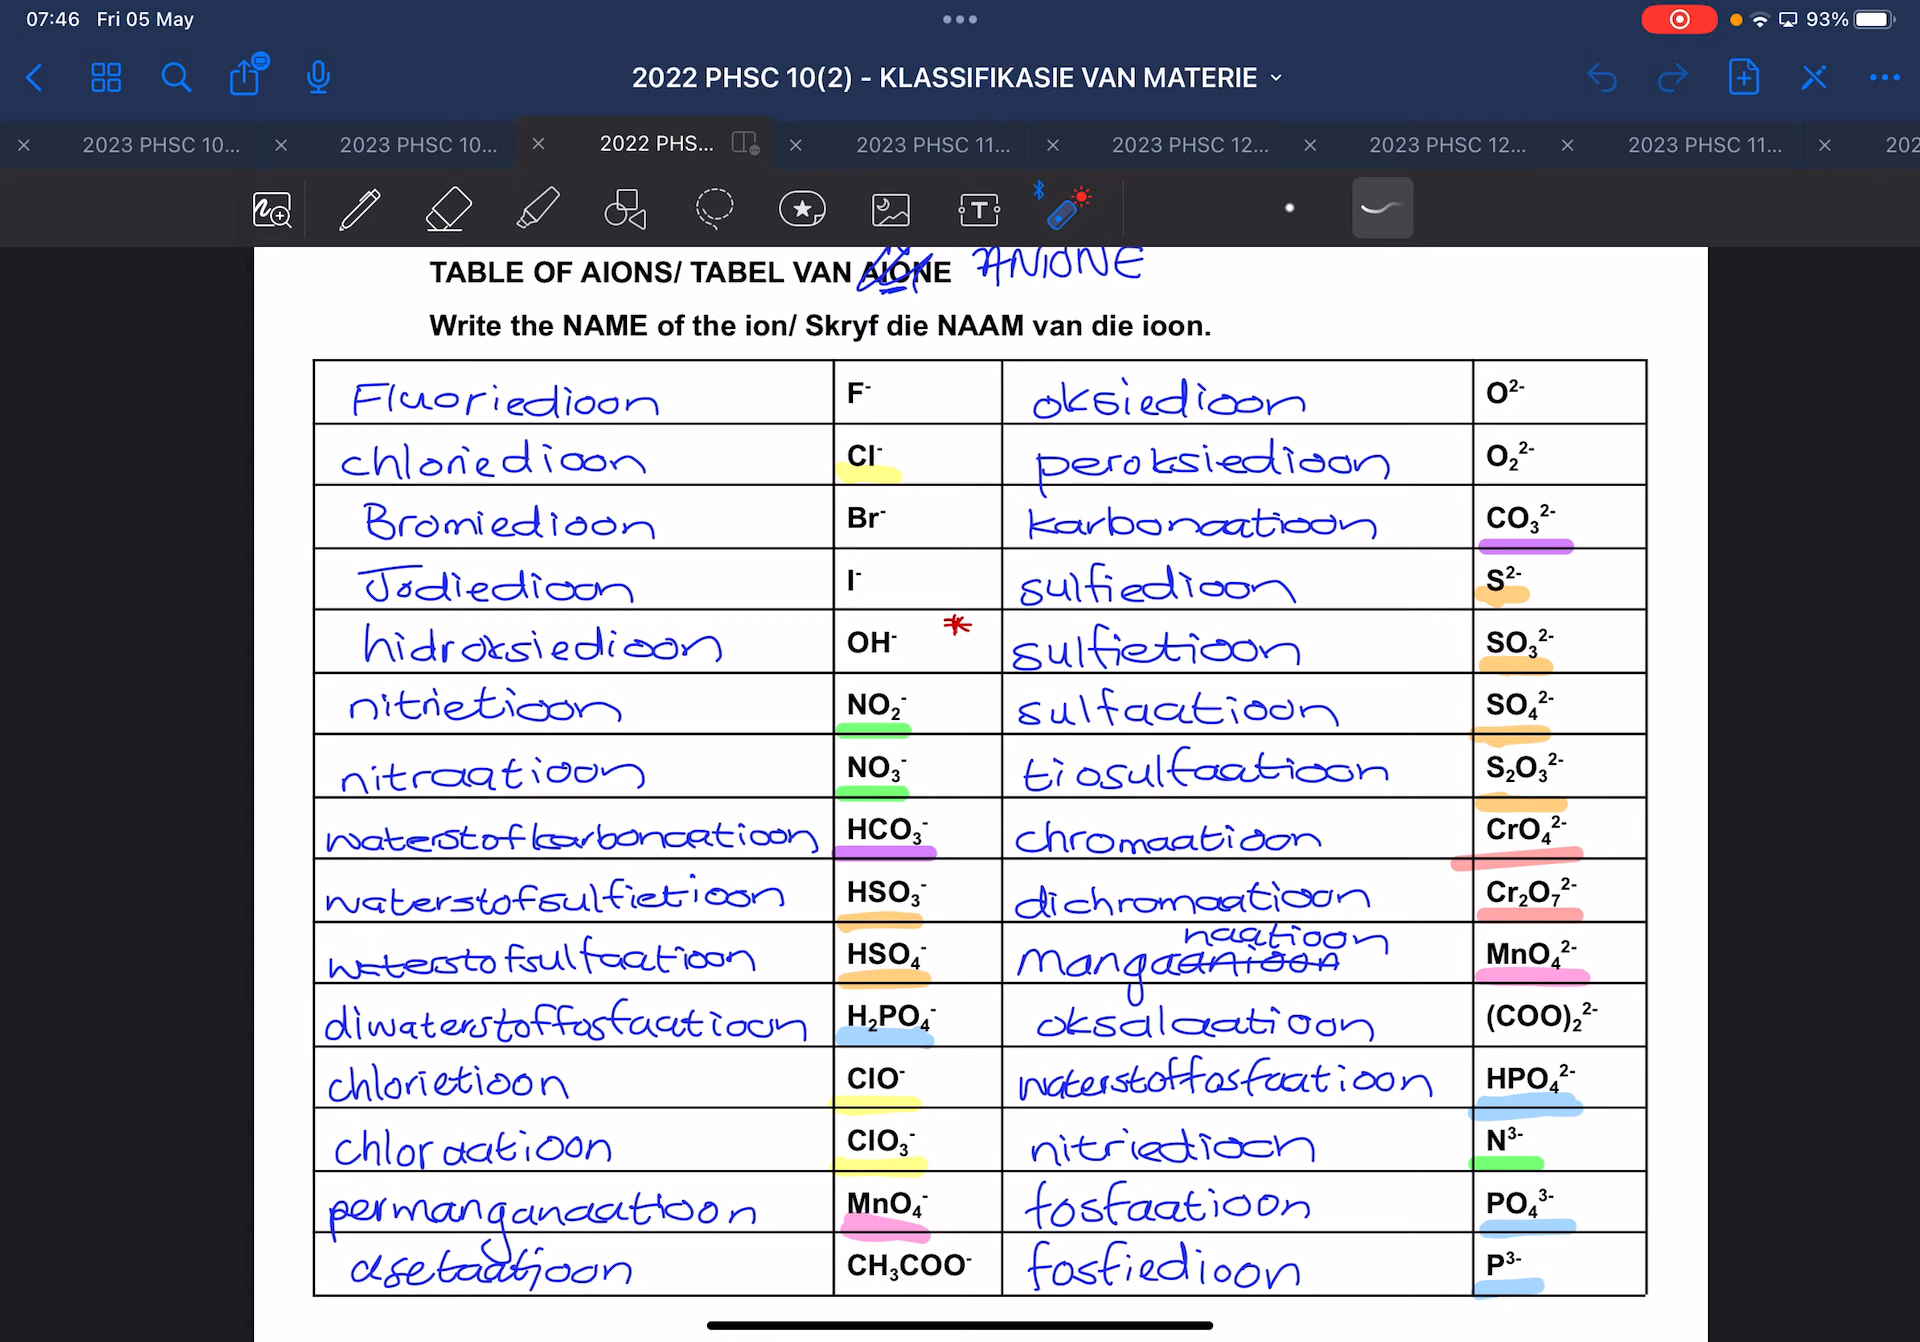 07:46 Fri 05 May 93%
2022 PHSC 10(2) - KLASSIFIKASIE VAN MATERIE
2023 PHSC 10... 2023 PHSC 10... 2022 PHS... 2023 PHSC 11... 2023 PHSC 12... 2023 PHSC 12... 2023 PHSC 11... 202
TABLE OF AIONS/ TABEL VAN AIONE ANIONE
Write the NAME of the ion/ Skryf die NAAM van die ioon.
Fluoriedioon F⁻ oksiedioon O²⁻
chloriedioon Cl⁻ peroksiedioon O₂²⁻
Bromiedioon Br⁻ karbonaatioon CO₃²⁻
Jodiedioon I⁻ sulfiedioon S²⁻
hidroksiedioon OH⁻ * sulfietioon SO₃²⁻
nitrietioon NO₂⁻ sulfaatioon SO₄²⁻
nitraatioon NO₃⁻ tiosulfaatioon S₂O₃²⁻
waterstofkarbonaatioon HCO₃⁻ chromaatioon CrO₄²⁻
waterstofsulfietioon HSO₃⁻ dichromaatioon Cr₂O₇²⁻
waterstofsulfaatioon HSO₄⁻ manganaatioon MnO₄²⁻
diwaterstoffosfaatioon H₂PO₄⁻ oksalaatioon (COO)₂²⁻
chlorietioon ClO⁻ waterstoffosfaatioon HPO₄²⁻
chloraatioon ClO₃⁻ nitriedioon N³⁻
permanganaatioon MnO₄⁻ fosfaatioon PO₄³⁻
asetaatioon CH₃COO⁻ fosfiedioon P³⁻